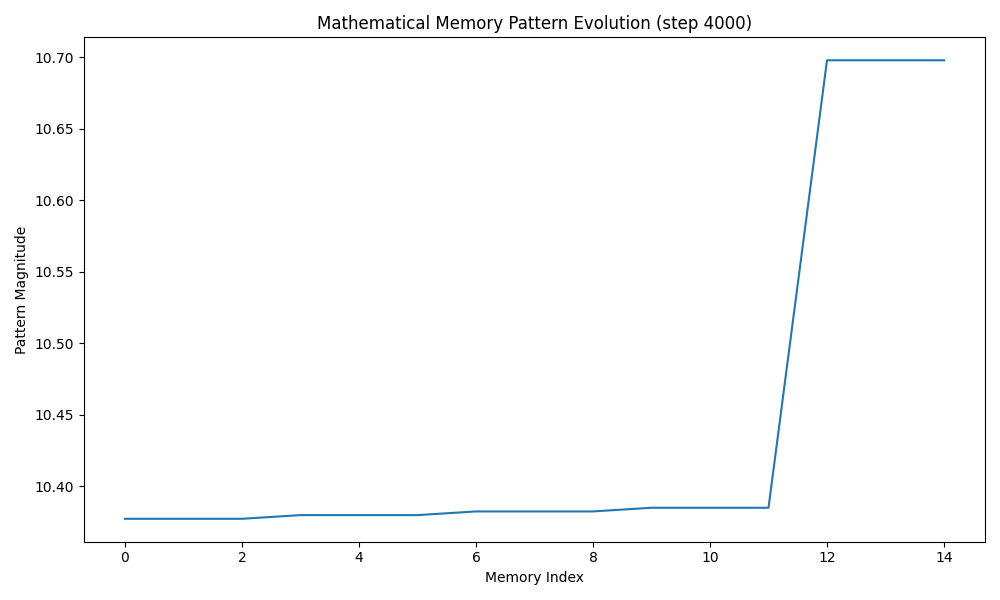 Mathematical Memory Pattern Evolution (step 4000)
Pattern Magnitude
10.70
10.65
10.60
10.55
10.50
10.45
10.40
0 2 4 6 8 10 12 14
Memory Index